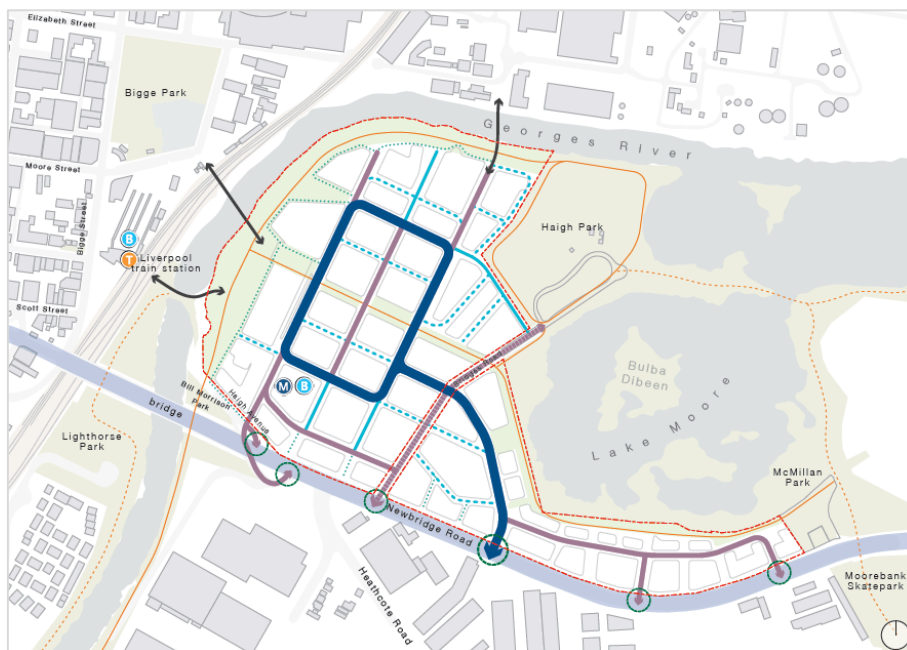 Elizabeth Street
Bigge Park
Georges River
Moore Street
Bigge Street
Haigh Park
B
T
Liverpool
train station
Scott Street
Bulba
Dibeen
Lake Moore
M
B
Bill Morrison
Park
Haigh Avenue
bridge
Lighthorse
Park
McMillan
Park
Newbridge Road
Heathcote Road
Moorebank
Skatepark